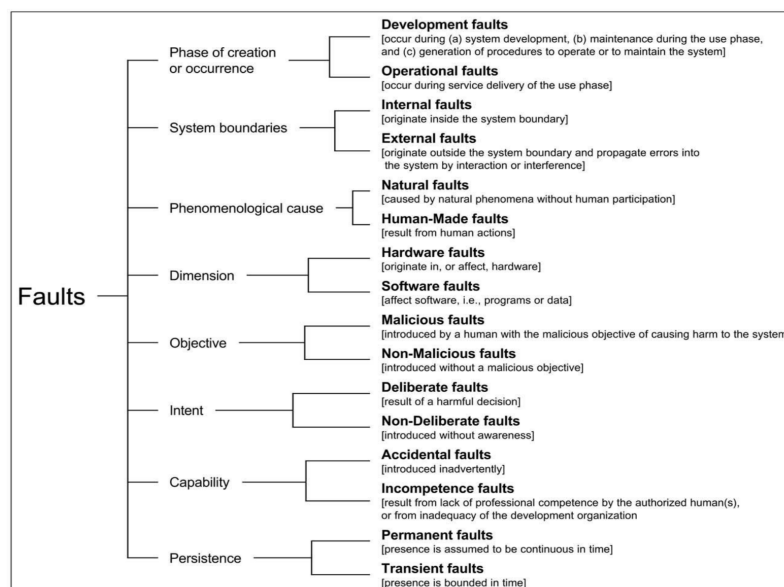 Faults
Phase of creation
or occurrence
Development faults
[occur during (a) system development, (b) maintenance during the use phase,
and (c) generation of procedures to operate or to maintain the system]
Operational faults
[occur during service delivery of the use phase]
System boundaries
Internal faults
[originate inside the system boundary]
External faults
[originate outside the system boundary and propagate errors into
the system by interaction or interference]
Phenomenological cause
Natural faults
[caused by natural phenomena without human participation]
Human-Made faults
[result from human actions]
Dimension
Hardware faults
[originate in, or affect, hardware]
Software faults
[affect software, i.e., programs or data]
Objective
Malicious faults
[introduced by a human with the malicious objective of causing harm to the system
Non-Malicious faults
[introduced without a malicious objective]
Intent
Deliberate faults
[result of a harmful decision]
Non-Deliberate faults
[introduced without awareness]
Capability
Accidental faults
[introduced inadvertently]
Incompetence faults
[result from lack of professional competence by the authorized human(s),
or from inadequacy of the development organization
Persistence
Permanent faults
[presence is assumed to be continuous in time]
Transient faults
[presence is bounded in time]